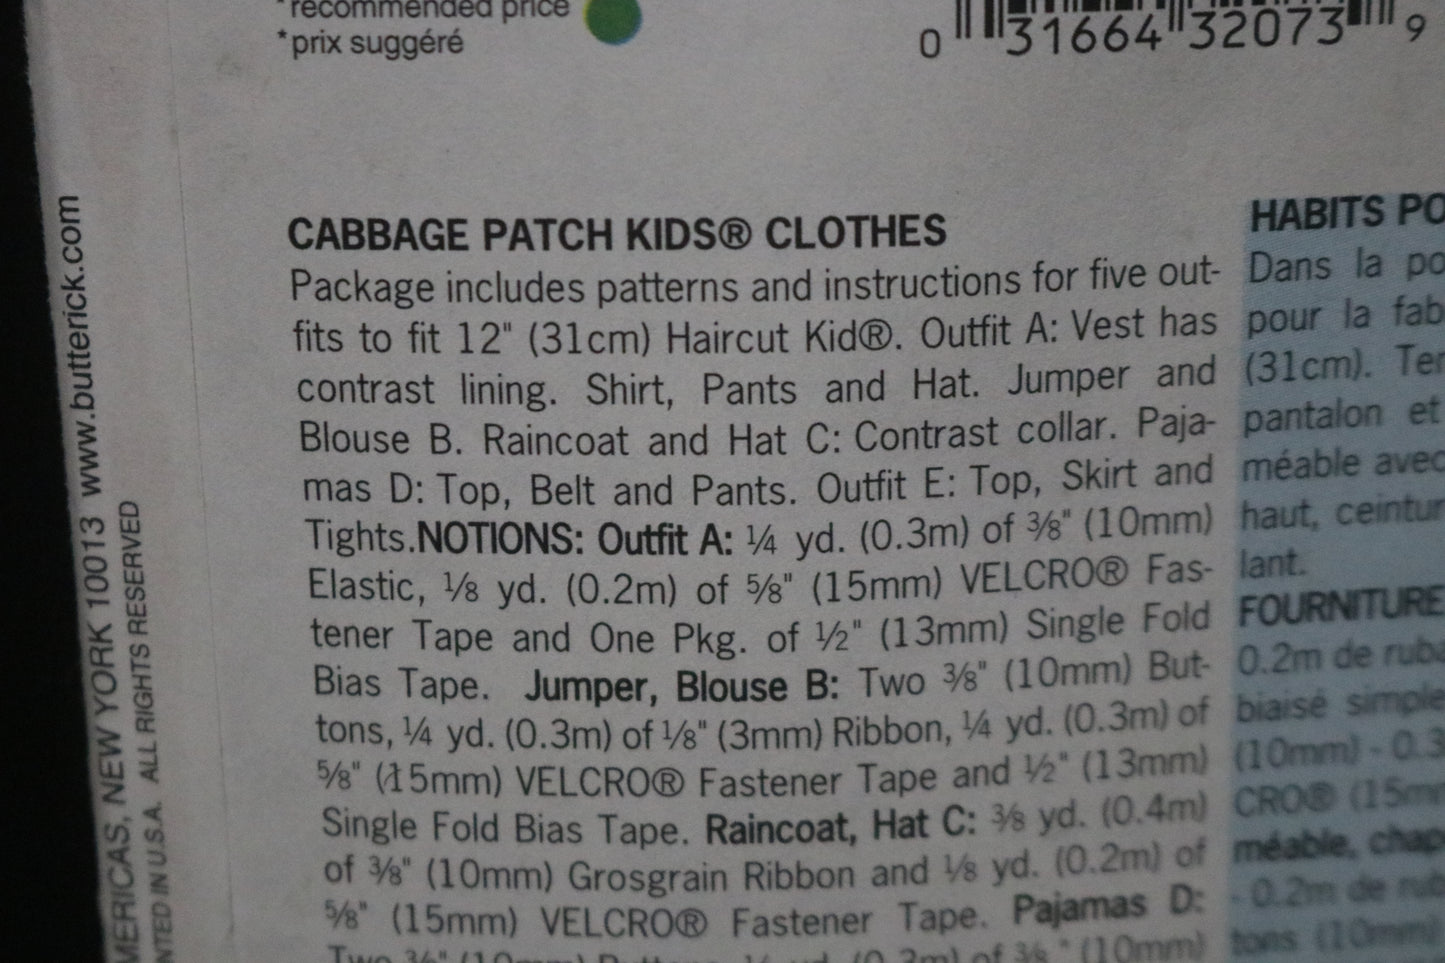 *recommended price
*prix suggéré
0 31664 32073 9
www.butterick.com
MERICAS, NEW YORK 10013
NTED IN U.S.A. ALL RIGHTS RESERVED
CABBAGE PATCH KIDS® CLOTHES
Package includes patterns and instructions for five out-
fits to fit 12" (31cm) Haircut Kid®. Outfit A: Vest has
contrast lining. Shirt, Pants and Hat. Jumper and
Blouse B. Raincoat and Hat C: Contrast collar. Paja-
mas D: Top, Belt and Pants. Outfit E: Top, Skirt and
Tights.NOTIONS: Outfit A: ¼ yd. (0.3m) of ⅜" (10mm)
Elastic, ⅛ yd. (0.2m) of ⅝" (15mm) VELCRO® Fas-
tener Tape and One Pkg. of ½" (13mm) Single Fold
Bias Tape. Jumper, Blouse B: Two ⅜" (10mm) But-
tons, ¼ yd. (0.3m) of ⅛" (3mm) Ribbon, ¼ yd. (0.3m) of
⅝" (15mm) VELCRO® Fastener Tape and ½" (13mm)
Single Fold Bias Tape. Raincoat, Hat C: ⅜ yd. (0.4m)
of ⅜" (10mm) Grosgrain Ribbon and ⅛ yd. (0.2m) of
⅝" (15mm) VELCRO® Fastener Tape. Pajamas D:
HABITS PO
Dans la po
pour la fab
(31cm). Ter
pantalon et
méable avec
haut, ceintur
lant.
FOURNITURE
0.2m de ruba
biaisé simple
(10mm) - 0.3
CRO® (15mm
méable, chap
- 0.2m de rub
tons (10mm)